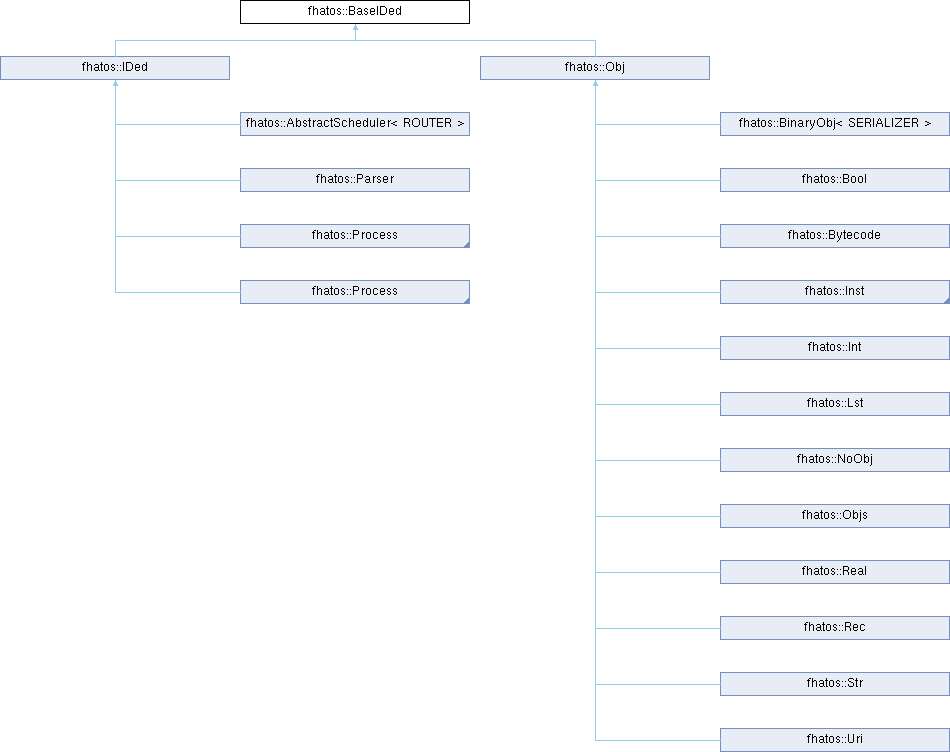 fhatos::BaseIDed
fhatos::IDed
fhatos::Obj
fhatos::AbstractScheduler< ROUTER >
fhatos::Parser
fhatos::Process
fhatos::Process
fhatos::BinaryObj< SERIALIZER >
fhatos::Bool
fhatos::Bytecode
fhatos::Inst
fhatos::Int
fhatos::Lst
fhatos::NoObj
fhatos::Objs
fhatos::Real
fhatos::Rec
fhatos::Str
fhatos::Uri